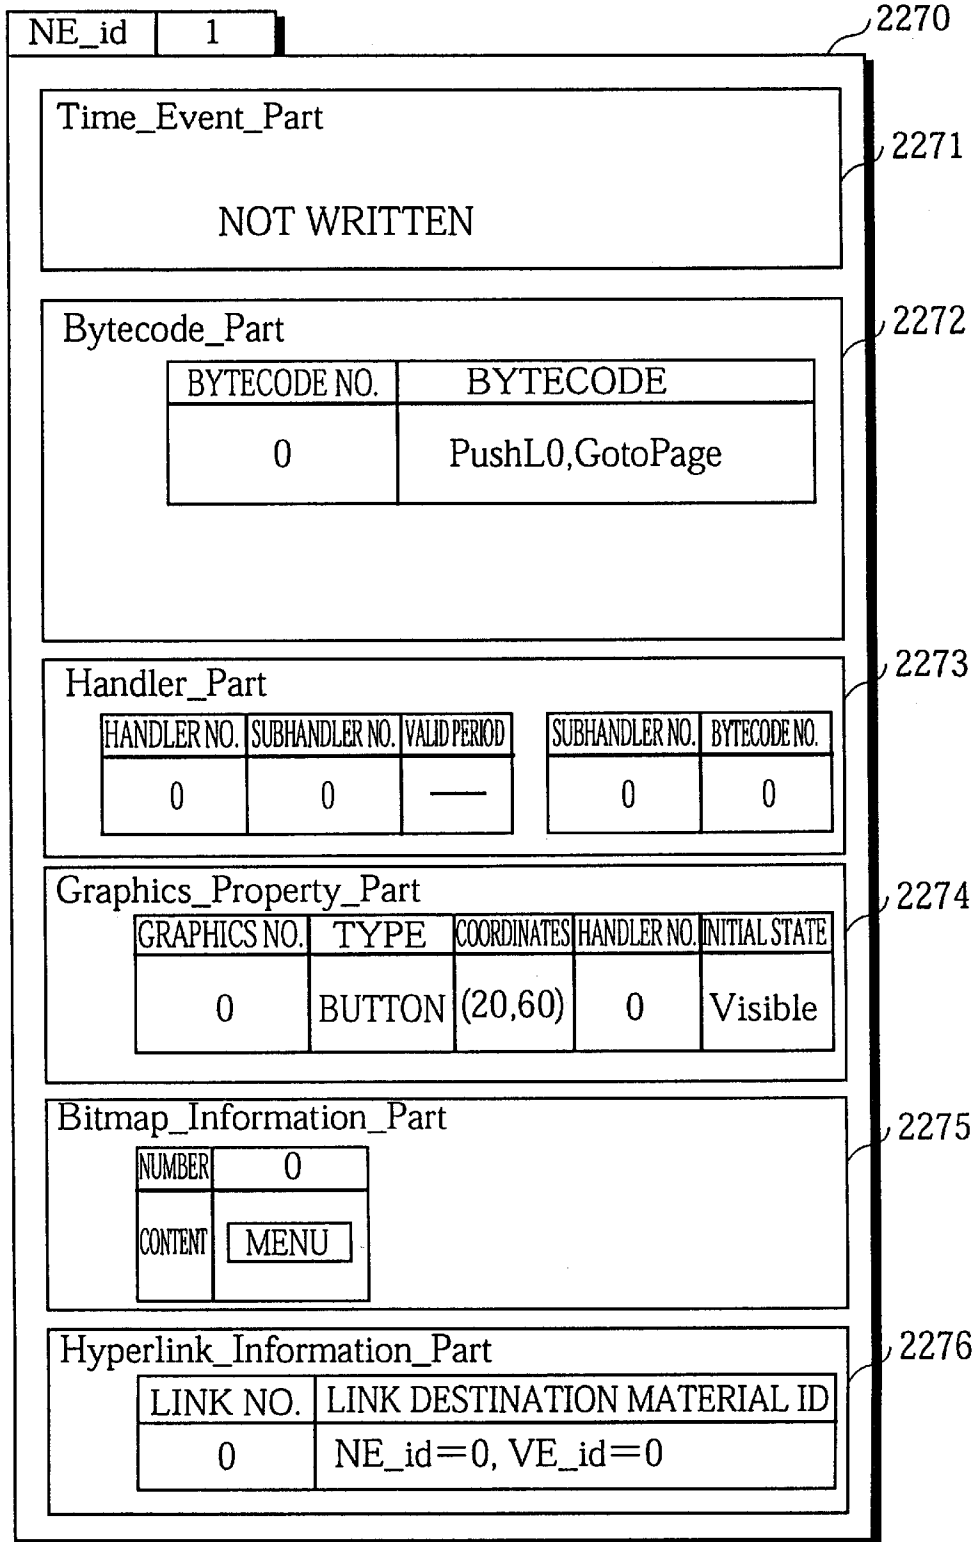 NE_id 1
2270
Time_Event_Part
2271
NOT WRITTEN
Bytecode_Part
2272
BYTECODE NO. BYTECODE
0 PushL0,GotoPage
Handler_Part
2273
HANDLER NO. SUBHANDLER NO. VALID PERIOD SUBHANDLER NO. BYTECODE NO.
0 0 — 0 0
Graphics_Property_Part
2274
GRAPHICS NO. TYPE COORDINATES HANDLER NO. INITIAL STATE
0 BUTTON (20,60) 0 Visible
Bitmap_Information_Part
2275
NUMBER 0
CONTENT MENU
Hyperlink_Information_Part
2276
LINK NO. LINK DESTINATION MATERIAL ID
0 NE_id=0, VE_id=0